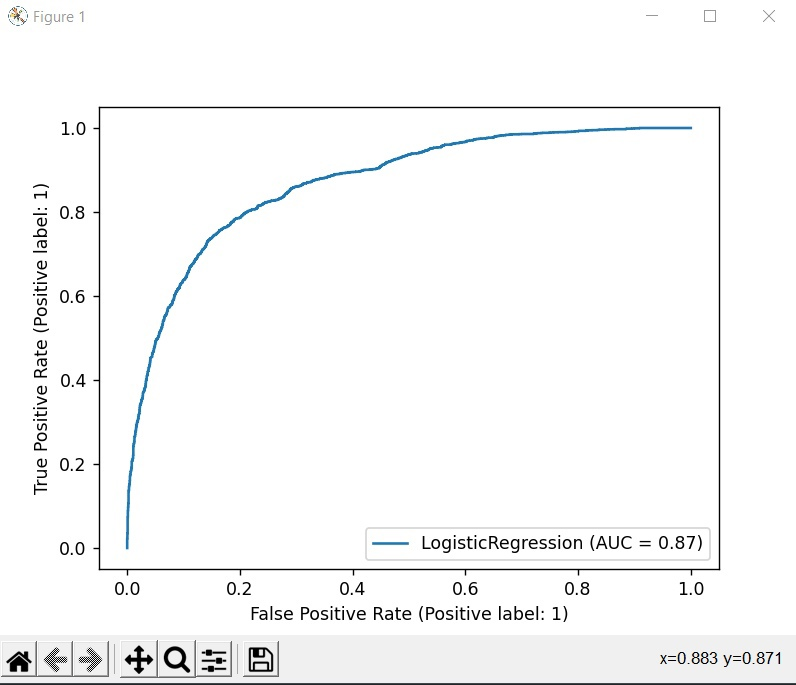 Figure 1
1.0
0.8
0.6
0.4
0.2
0.0
True Positive Rate (Positive label: 1)
LogisticRegression (AUC = 0.87)
0.0 0.2 0.4 0.6 0.8 1.0
False Positive Rate (Positive label: 1)
x=0.883 y=0.871